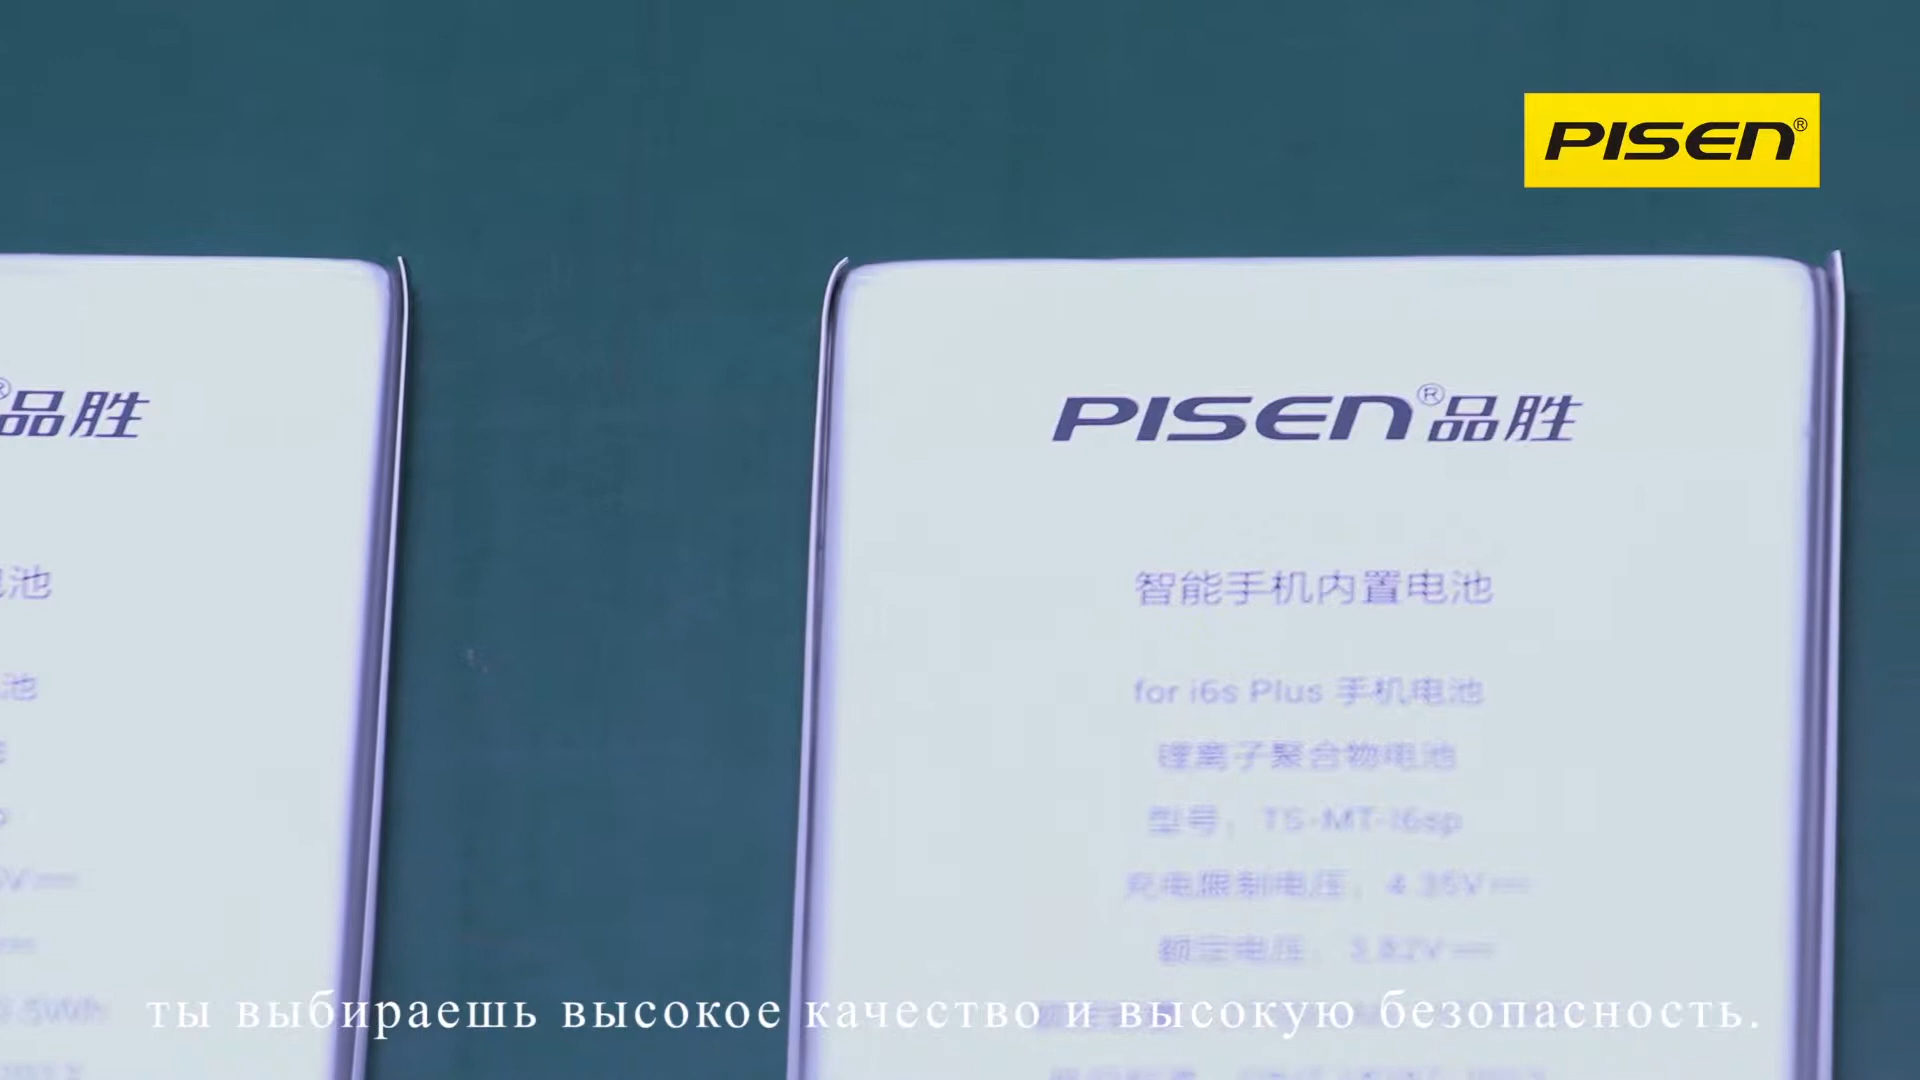 PISEN®
®品胜
PISEN®品胜
池
智能手机内置电池
池
for i6s Plus 手机电池
锂离子聚合物电池
型号：TS-MT-i6sp
充电限制电压：4.35V⎓
额定电压：3.82V⎓
ты выбираешь высокое качество и высокую безопасность.